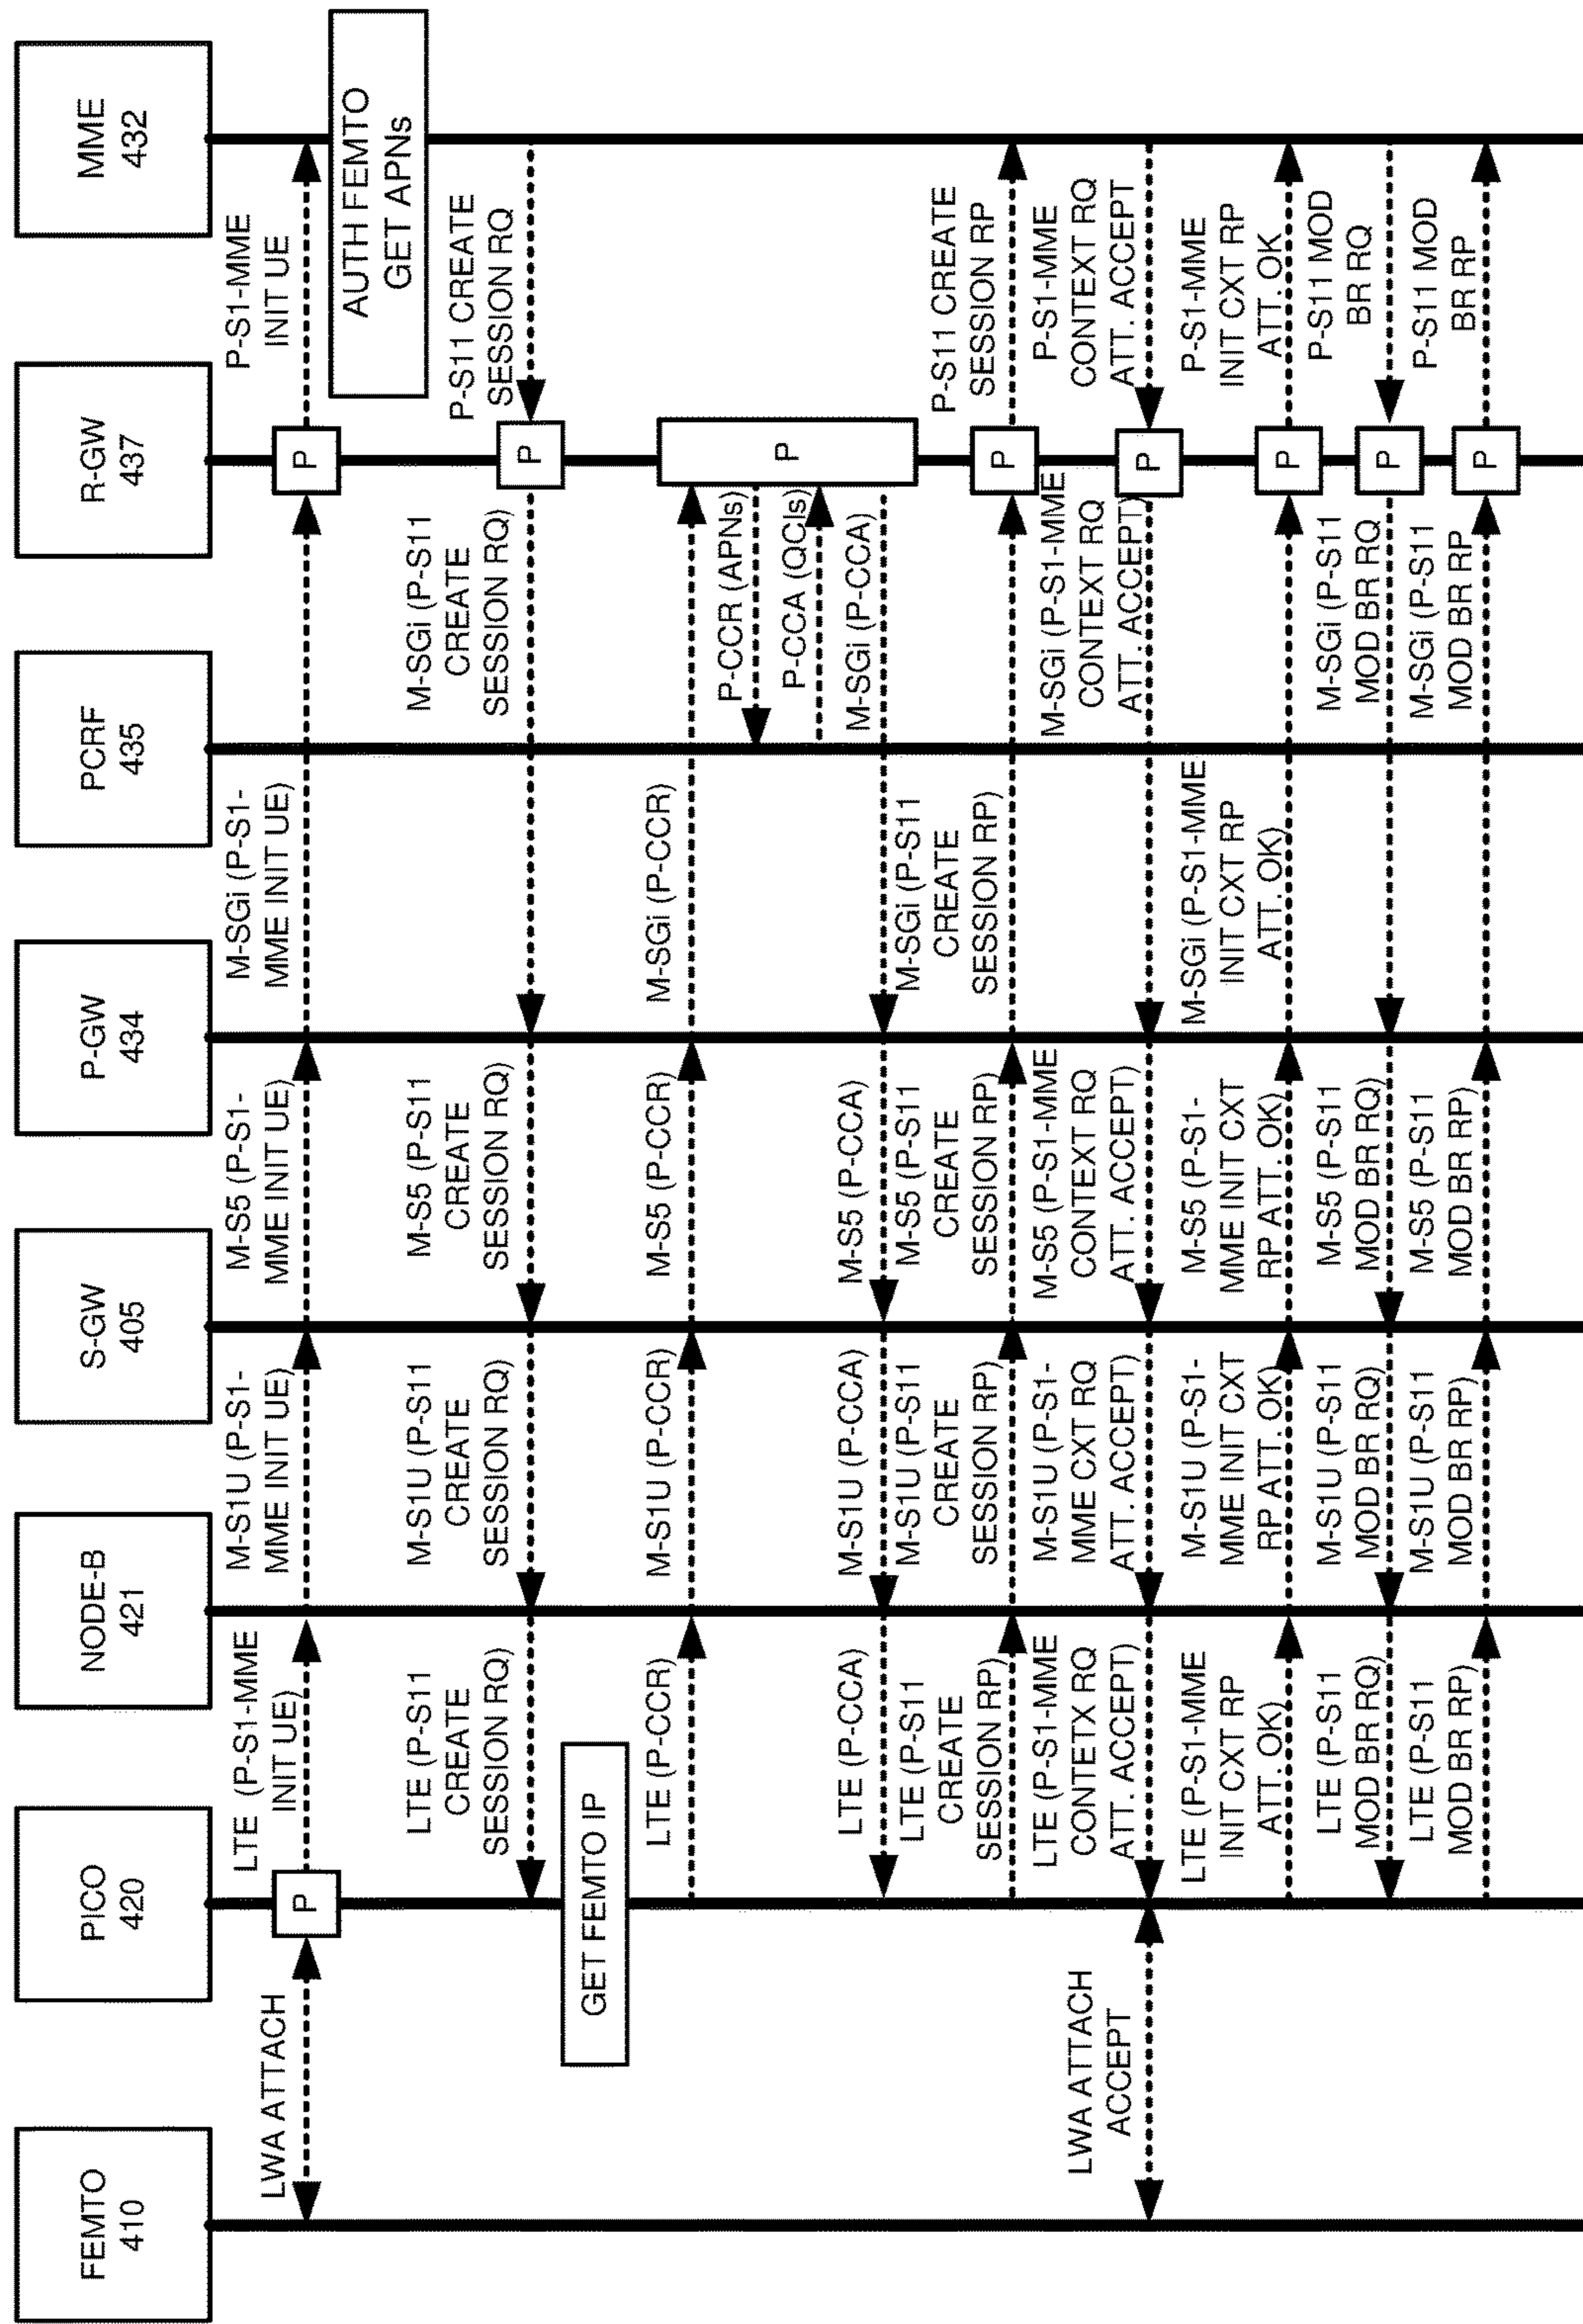 FEMTO
410
PICO
420
NODE-B
421
S-GW
405
P-GW
434
PCRF
435
R-GW
437
MME
432
LWA ATTACH
P
LTE (P-S1-MME
INIT UE)
M-S1U (P-S1-
MME INIT UE)
M-S5 (P-S1-
MME INIT UE)
M-SGi (P-S1-
MME INIT UE)
P
P-S1-MME
INIT UE
AUTH FEMTO
GET APNs
LTE (P-S11
CREATE
SESSION RQ)
M-S1U (P-S11
CREATE
SESSION RQ)
M-S5 (P-S11
CREATE
SESSION RQ)
M-SGi (P-S11
CREATE
SESSION RQ)
P
P-S11 CREATE
SESSION RQ
GET FEMTO IP
LTE (P-CCR)
M-S1U (P-CCR)
M-S5 (P-CCR)
M-SGi (P-CCR)
P
P-CCR (APNs)
P-CCA (QCIs)
LTE (P-CCA)
M-S1U (P-CCA)
M-S5 (P-CCA)
M-SGi (P-CCA)
LTE (P-S11
CREATE
SESSION RP)
M-S1U (P-S11
CREATE
SESSION RP)
M-S5 (P-S11
CREATE
SESSION RP)
M-SGi (P-S11
CREATE
SESSION RP)
P
P-S11 CREATE
SESSION RP
LWA ATTACH
ACCEPT
LTE (P-S1-MME
CONTETX RQ
ATT. ACCEPT)
M-S1U (P-S1-
MME CXT RQ
ATT. ACCEPT)
M-S5 (P-S1-MME
CONTEXT RQ
ATT. ACCEPT)
M-SGi (P-S1-MME
CONTEXT RQ
ATT. ACCEPT)
P
P-S1-MME
CONTEXT RQ
ATT. ACCEPT
LTE (P-S1-MME
INIT CXT RP
ATT. OK)
M-S1U (P-S1-
MME INIT CXT
RP ATT. OK)
M-S5 (P-S1-
MME INIT CXT
RP ATT. OK)
M-SGi (P-S1-MME
INIT CXT RP
ATT. OK)
P
P-S1-MME
INIT CXT RP
ATT. OK
LTE (P-S11
MOD BR RQ)
M-S1U (P-S11
MOD BR RQ)
M-S5 (P-S11
MOD BR RQ)
M-SGi (P-S11
MOD BR RQ
P
P-S11 MOD
BR RQ
LTE (P-S11
MOD BR RP)
M-S1U (P-S11
MOD BR RP)
M-S5 (P-S11
MOD BR RP)
M-SGi (P-S11
MOD BR RP
P
P-S11 MOD
BR RP